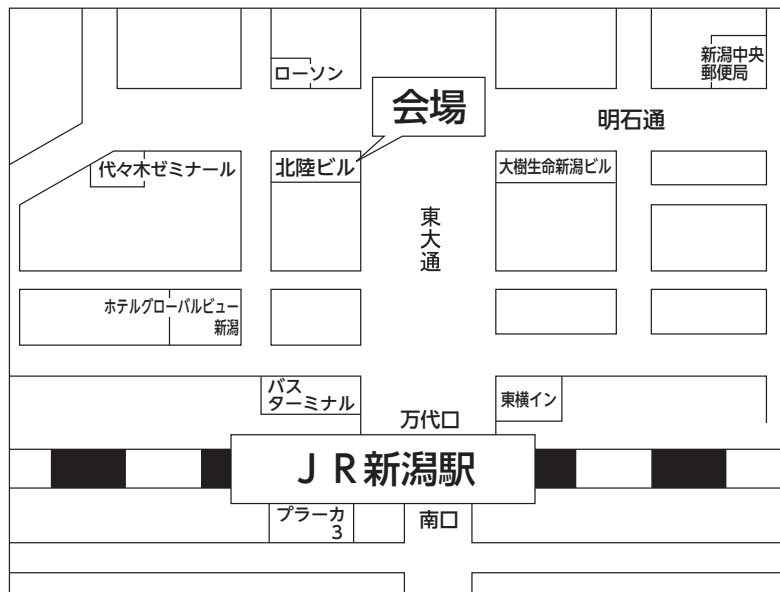 新潟中央
郵便局
ローソン
会場
明石通
代々木ゼミナール
北陸ビル
大樹生命新潟ビル
東大通
ホテルグローバルビュー
新潟
バス
ターミナル
東横イン
万代口
ＪＲ新潟駅
プラーカ
3
南口